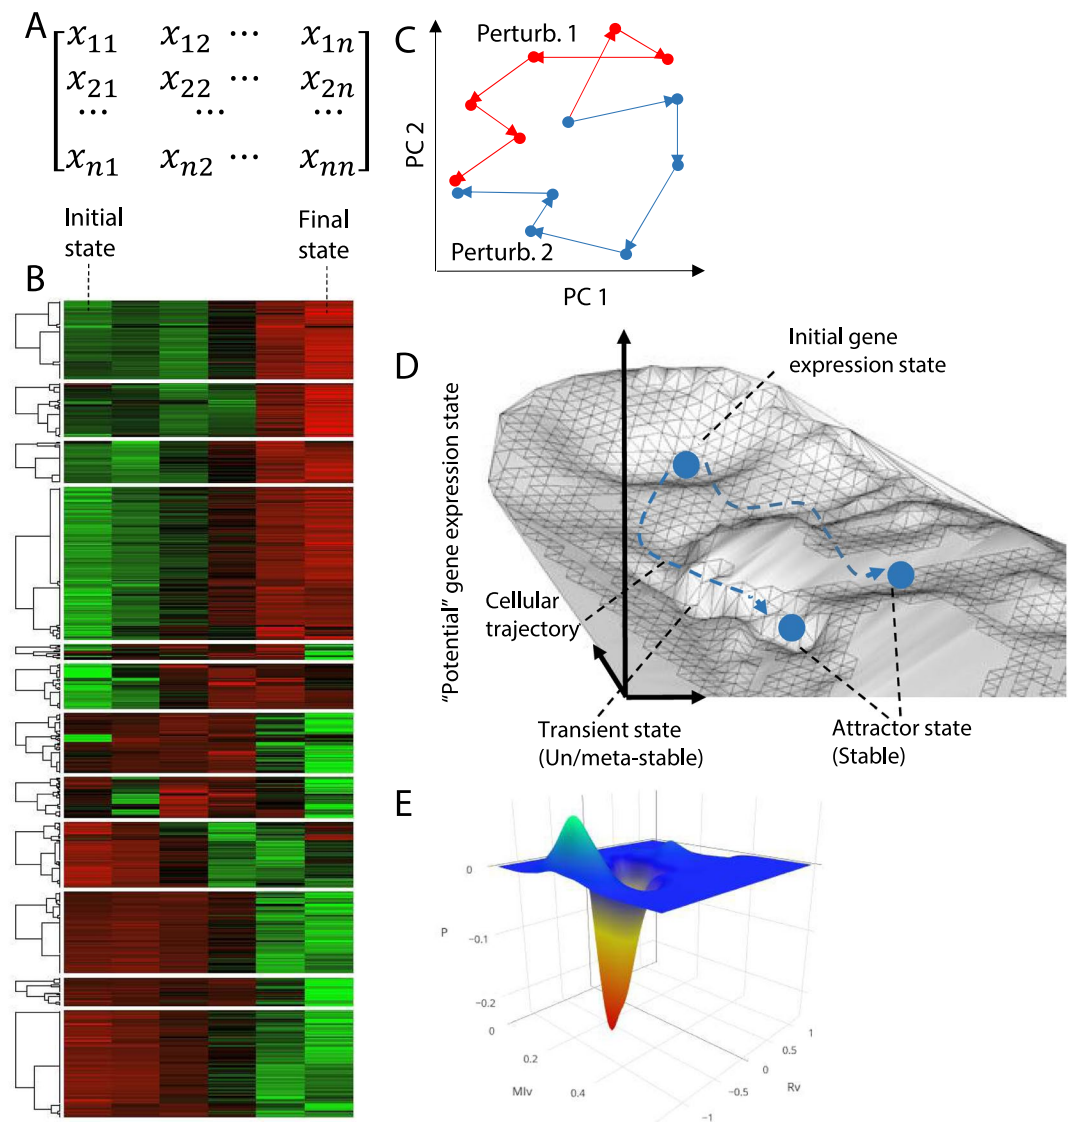 A
x11 x12 ⋯ x1n
x21 x22 ⋯ x2n
⋯ ⋯ ⋯
xn1 xn2 ⋯ xnn
Initial
state
Final
state
B
C
Perturb. 1
PC 2
Perturb. 2
PC 1
D
Initial gene
expression state
"Potential" gene expression state
Cellular
trajectory
Transient state
(Un/meta-stable)
Attractor state
(Stable)
E
0
P
−0.1
−0.2
0
0.2
MIv
0.4
1
0.5
0
Rv
−0.5
−1